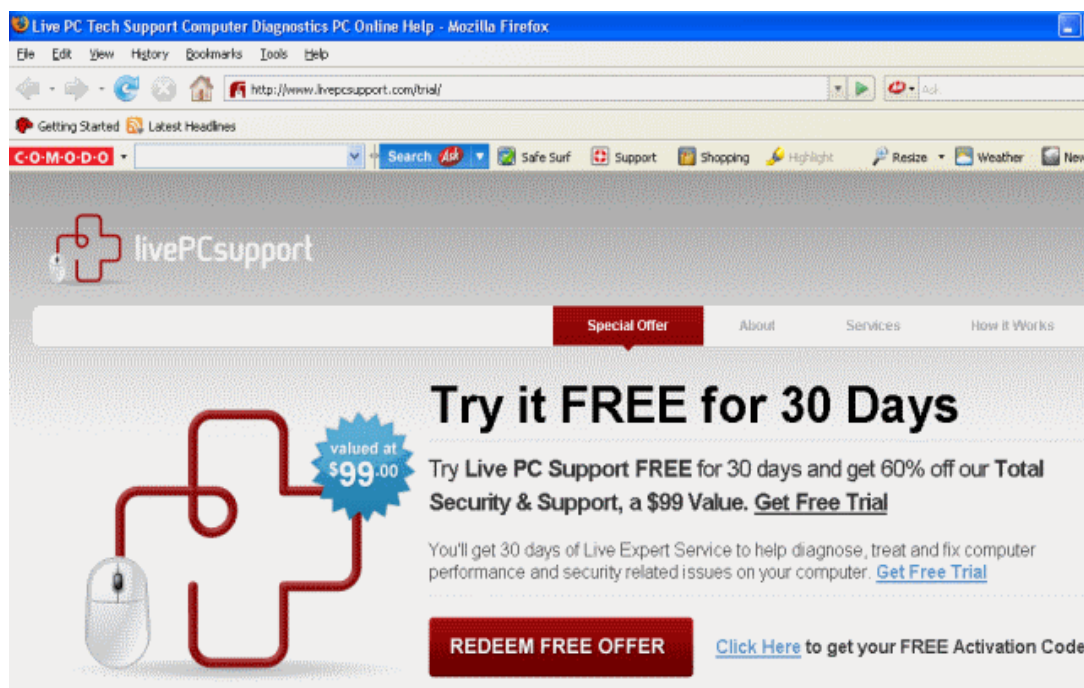 Live PC Tech Support Computer Diagnostics PC Online Help - Mozilla Firefox
File Edit View History Bookmarks Tools Help
http://www.livepcsupport.com/trial/
Ask
Getting Started Latest Headlines
C·O·M·O·D·O Search Ask Safe Surf Support Shopping Highlight Resize Weather New
livePCsupport
Special Offer About Services How it Works
Try it FREE for 30 Days
valued at
$99.00
Try Live PC Support FREE for 30 days and get 60% off our Total
Security & Support, a $99 Value. Get Free Trial
You'll get 30 days of Live Expert Service to help diagnose, treat and fix computer
performance and security related issues on your computer. Get Free Trial
REDEEM FREE OFFER
Click Here to get your FREE Activation Code